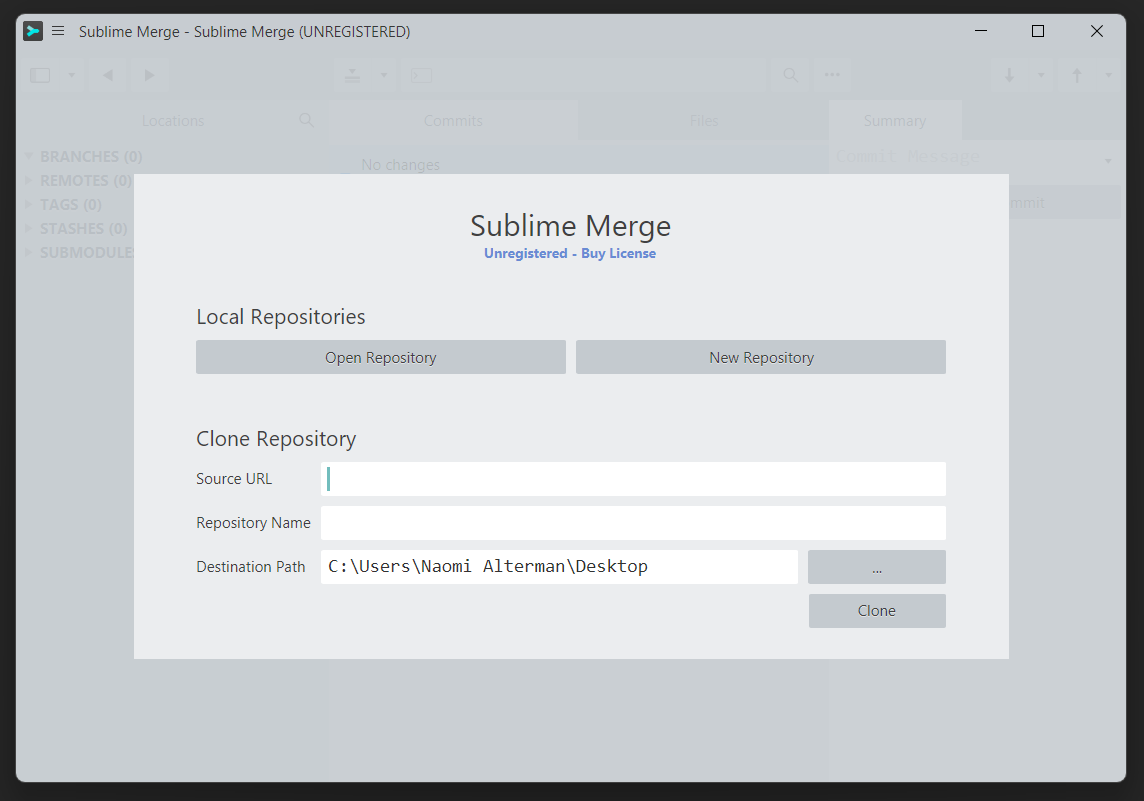 Sublime Merge - Sublime Merge (UNREGISTERED)
Locations
Commits
Files
Summary
BRANCHES (0)
REMOTES (0)
TAGS (0)
STASHES (0)
SUBMODULES
No changes
Commit Message
mmit
Sublime Merge
Unregistered - Buy License
Local Repositories
Open Repository
New Repository
Clone Repository
Source URL
Repository Name
Destination Path
C:\Users\Naomi Alterman\Desktop
...
Clone